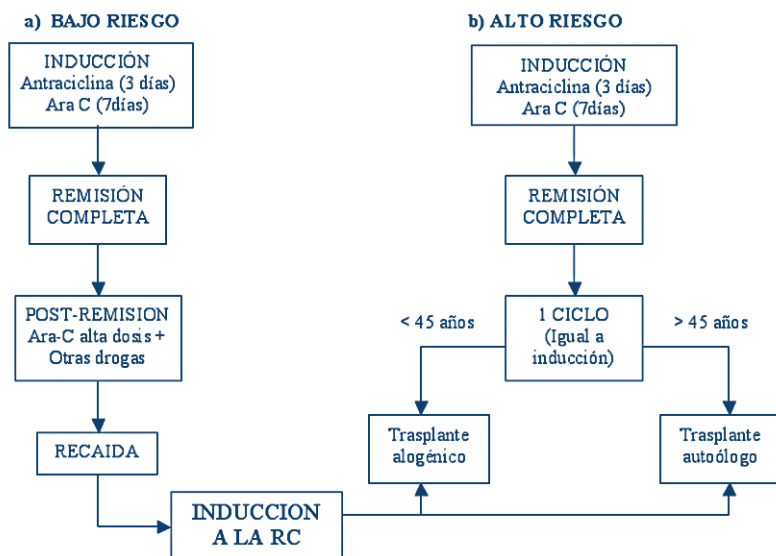 a) BAJO RIESGO
INDUCCIÓN
Antraciclina (3 días)
Ara C (7días)
REMISIÓN
COMPLETA
POST-REMISION
Ara-C alta dosis +
Otras drogas
RECAIDA
INDUCCION
A LA RC
b) ALTO RIESGO
INDUCCIÓN
Antraciclina (3 días)
Ara C (7días)
REMISIÓN
COMPLETA
1 CICLO
(Igual a
inducción)
< 45 años
> 45 años
Trasplante
alogénico
Trasplante
autoólogo